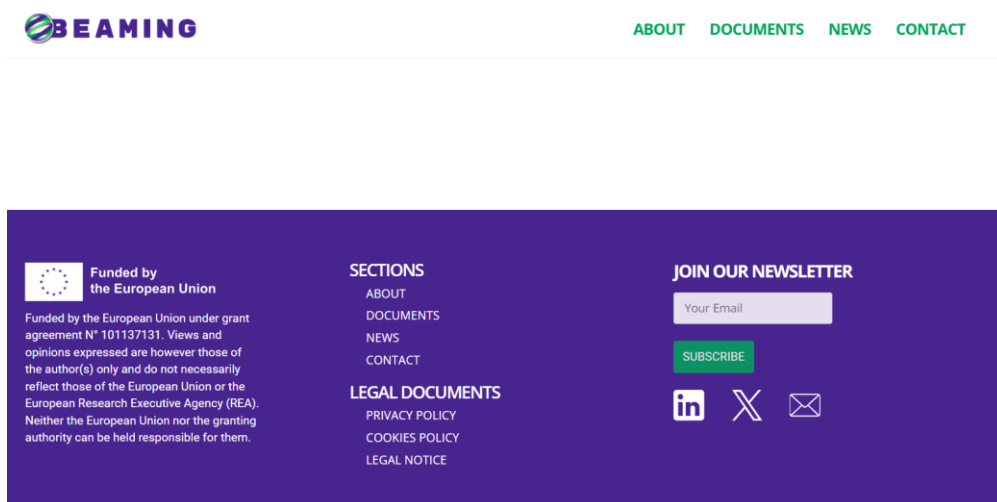 BEAMING
ABOUT DOCUMENTS NEWS CONTACT
Funded by
the European Union
Funded by the European Union under grant
agreement N° 101137131. Views and
opinions expressed are however those of
the author(s) only and do not necessarily
reflect those of the European Union or the
European Research Executive Agency (REA).
Neither the European Union nor the granting
authority can be held responsible for them.
SECTIONS
ABOUT
DOCUMENTS
NEWS
CONTACT
LEGAL DOCUMENTS
PRIVACY POLICY
COOKIES POLICY
LEGAL NOTICE
JOIN OUR NEWSLETTER
Your Email
SUBSCRIBE
in
X